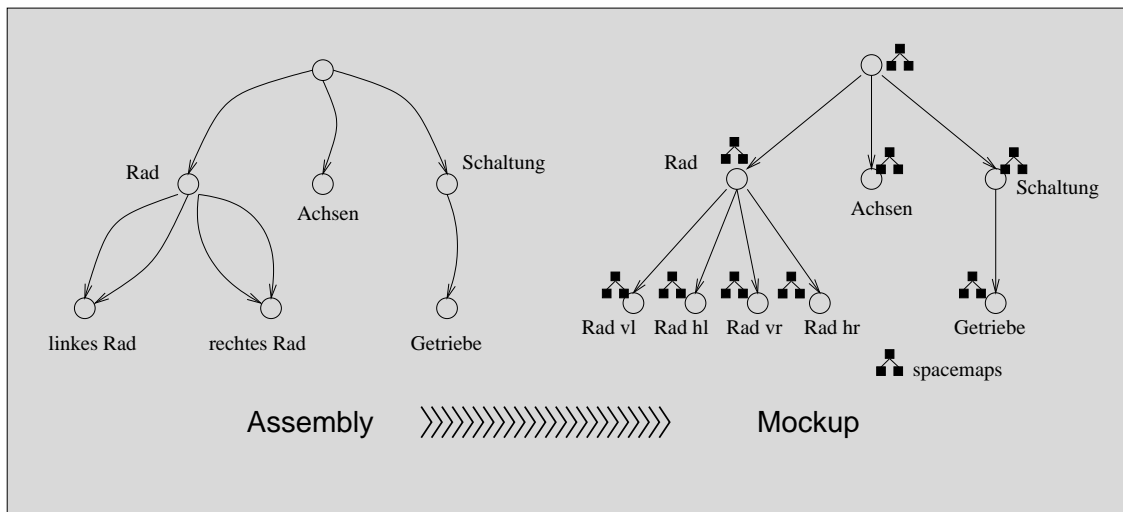 Rad
Schaltung
Achsen
linkes Rad
rechtes Rad
Getriebe
Rad
Achsen
Schaltung
Rad vl
Rad hl
Rad vr
Rad hr
Getriebe
spacemaps
Assembly
Mockup